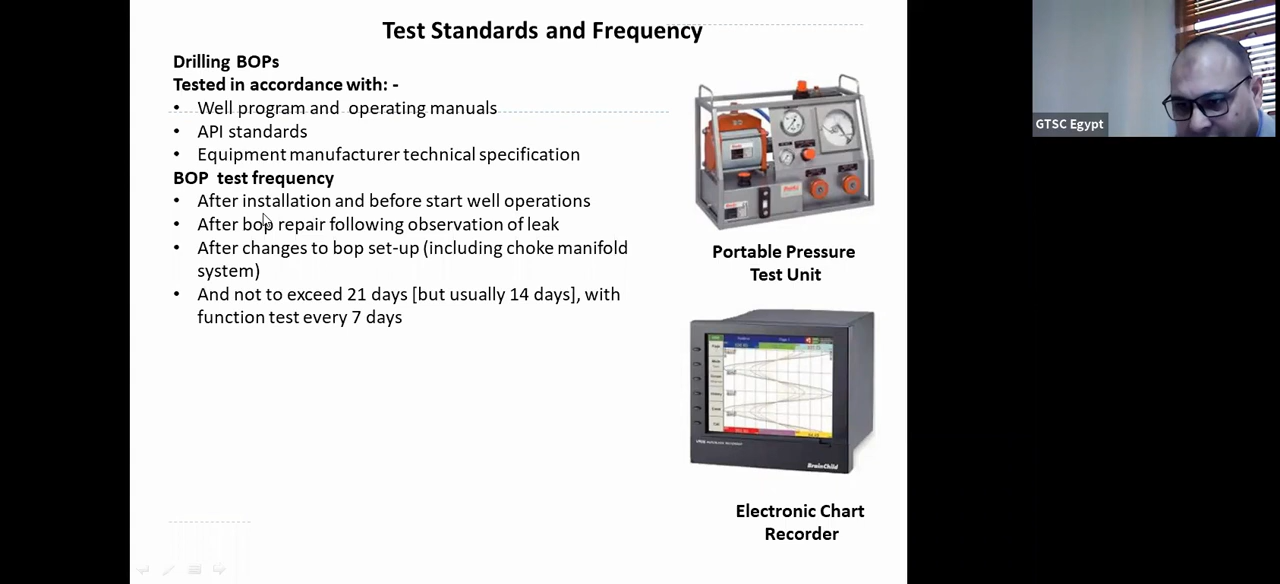 Test Standards and Frequency
Drilling BOPs
Tested in accordance with: -
• Well program and operating manuals
• API standards
• Equipment manufacturer technical specification
BOP test frequency
• After installation and before start well operations
• After bop repair following observation of leak
• After changes to bop set-up (including choke manifold
system)
• And not to exceed 21 days [but usually 14 days], with
function test every 7 days
Portable Pressure
Test Unit
BrainChild
Electronic Chart
Recorder
GTSC Egypt